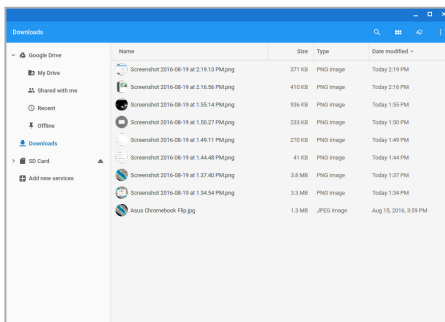 Downloads
Name Size Type Date modified
Google Drive
My Drive
Shared with me
Recent
Offline
Downloads
SD Card
Add new services
Screenshot 2016-08-19 at 2.19.13 PM.png 371 KB PNG image Today 2:19 PM
Screenshot 2016-08-19 at 2.16.56 PM.png 410 KB PNG image Today 2:16 PM
Screenshot 2016-08-19 at 1.55.14 PM.png 936 KB PNG image Today 1:55 PM
Screenshot 2016-08-19 at 1.50.27 PM.png 233 KB PNG image Today 1:50 PM
Screenshot 2016-08-19 at 1.49.11 PM.png 270 KB PNG image Today 1:49 PM
Screenshot 2016-08-19 at 1.44.48 PM.png 41 KB PNG image Today 1:44 PM
Screenshot 2016-08-19 at 1.37.40 PM.png 3.8 MB PNG image Today 1:37 PM
Screenshot 2016-08-19 at 1.34.54 PM.png 3.3 MB PNG image Today 1:34 PM
Asus Chromebook Flip.jpg 1.3 MB JPEG image Aug 15, 2016, 3:59 PM